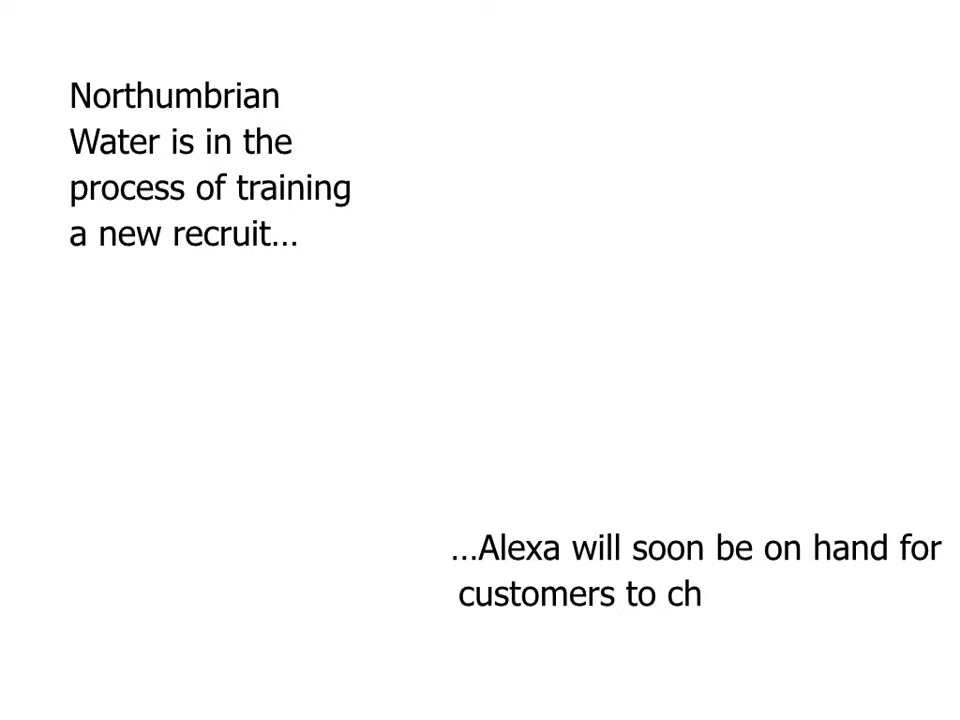 Northumbrian
Water is in the
process of training
a new recruit…
…Alexa will soon be on hand for
customers to ch